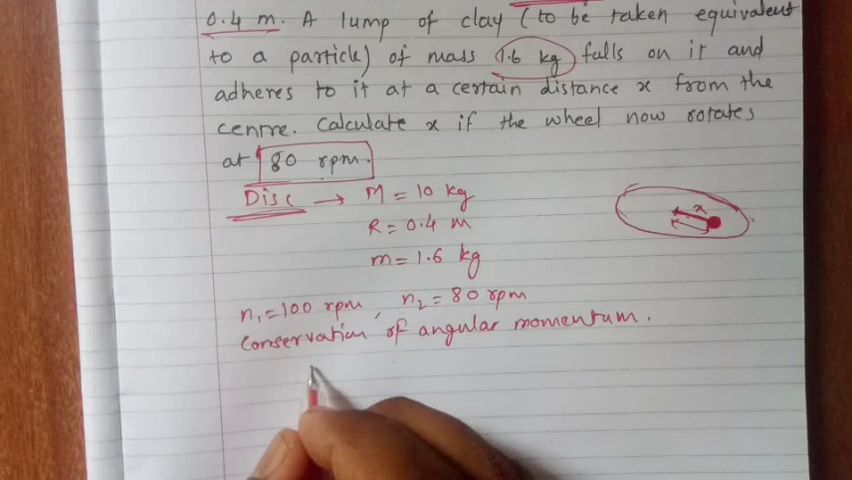 0.4 m. A lump of clay (to be taken equivalent
to a particle) of mass 1.6 kg falls on it and
adheres to it at a certain distance x from the
centre. Calculate x if the wheel now rotates
at 80 rpm.
Disc → M = 10 kg
R = 0.4 m
x
m = 1.6 kg
n₁ = 100 rpm, n₂ = 80 rpm
Conservation of angular momentum.